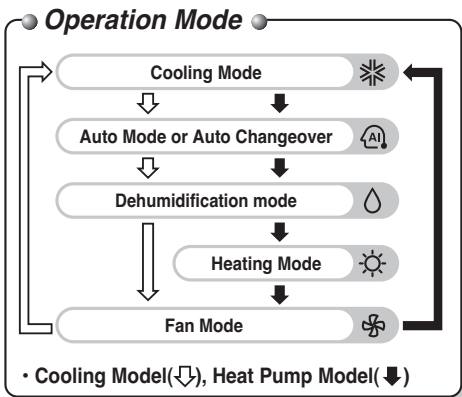 Operation Mode
Cooling Mode
Auto Mode or Auto Changeover
AI
Dehumidification mode
Heating Mode
Fan Mode
· Cooling Model(⇩), Heat Pump Model(🡇)